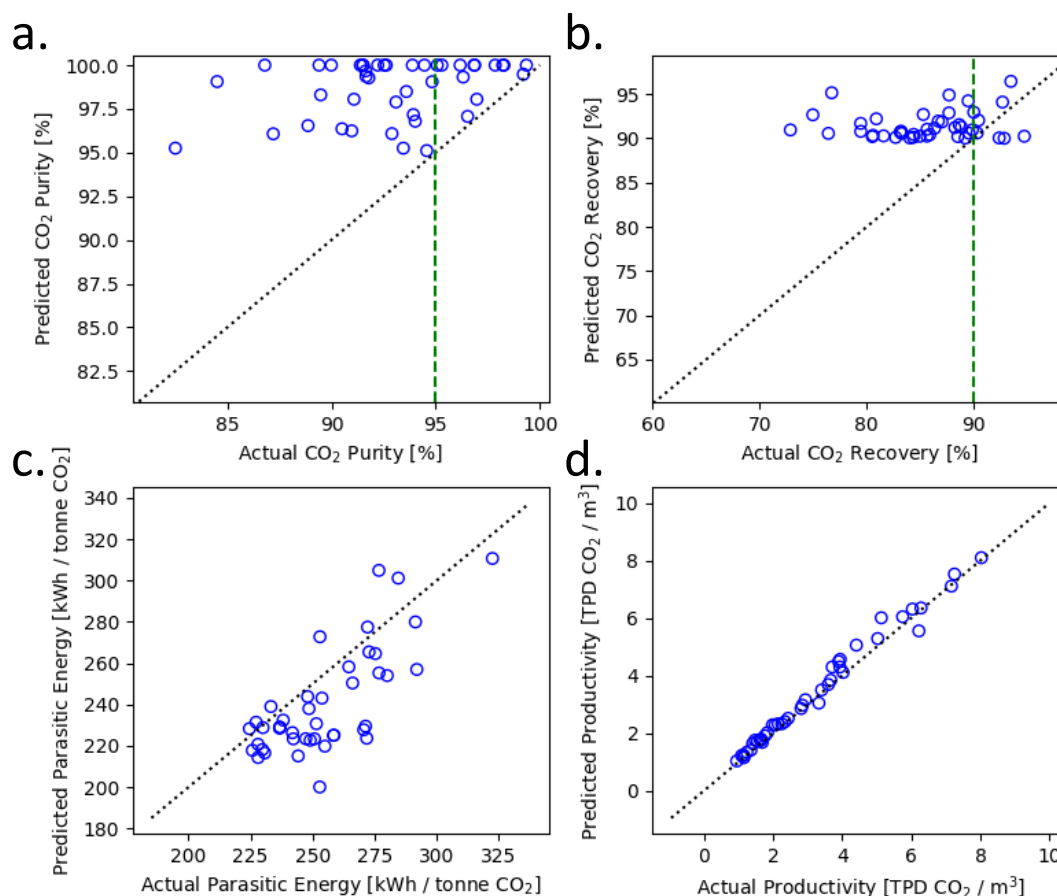 a.
100.0
97.5
95.0
92.5
90.0
87.5
85.0
82.5
Predicted CO₂ Purity [%]
85 90 95 100
Actual CO₂ Purity [%]
b.
95
90
85
80
75
70
65
Predicted CO₂ Recovery [%]
60 70 80 90
Actual CO₂ Recovery [%]
c.
340
320
300
280
260
240
220
200
180
Predicted Parasitic Energy [kWh / tonne CO₂]
200 225 250 275 300 325
Actual Parasitic Energy [kWh / tonne CO₂]
d.
10
8
6
4
2
0
Predicted Productivity [TPD CO₂ / m³]
0 2 4 6 8 10
Actual Productivity [TPD CO₂ / m³]